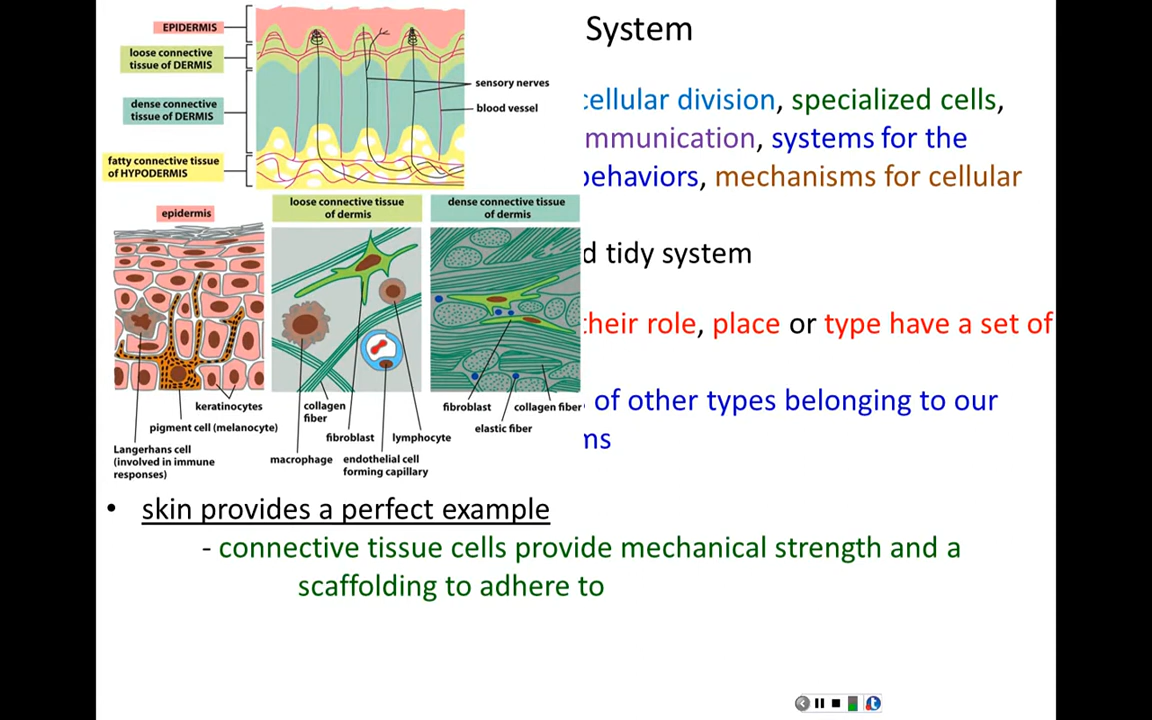 System
EPIDERMIS
loose connective
tissue of DERMIS
dense connective
tissue of DERMIS
fatty connective tissue
of HYPODERMIS
sensory nerves
blood vessel
cellular division, specialized cells,
mmunication, systems for the
behaviors, mechanisms for cellular
d tidy system
their role, place or type have a set of
of other types belonging to our
ms
epidermis
loose connective tissue
of dermis
dense connective tissue
of dermis
keratinocytes
pigment cell (melanocyte)
Langerhans cell
(involved in immune
responses)
collagen
fiber
fibroblast
lymphocyte
macrophage
endothelial cell
forming capillary
fibroblast
collagen fiber
elastic fiber
• skin provides a perfect example
- connective tissue cells provide mechanical strength and a
scaffolding to adhere to